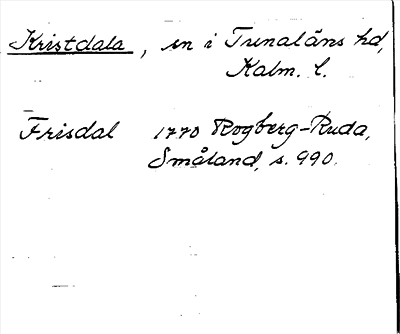 Kristdala, sn i Tunaläns hd,
Kalm. l.
Frisdal 1770 Rogberg-Ruda,
Småland, s. 990.